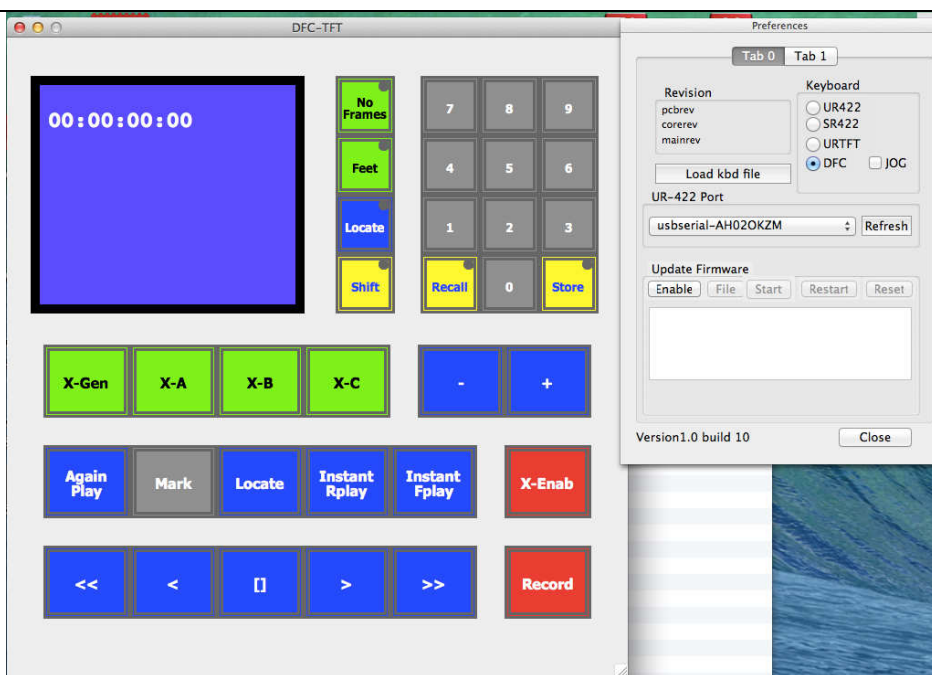 DFC-TFT
00:00:00:00
No
Frames
7 8 9
Feet
4 5 6
Locate
1 2 3
Shift
Recall 0 Store
X-Gen X-A X-B X-C - +
Again
Play
Mark
Locate
Instant
Rplay
Instant
Fplay
X-Enab
<< < [] > >>
Record
Preferences
Tab 0 Tab 1
Revision
pcbrev
corerev
mainrev
Load kbd file
Keyboard
UR422
SR422
URTFT
DFC JOG
UR-422 Port
usbserial-AH02OKZM Refresh
Update Firmware
Enable File Start Restart Reset
Version1.0 build 10 Close